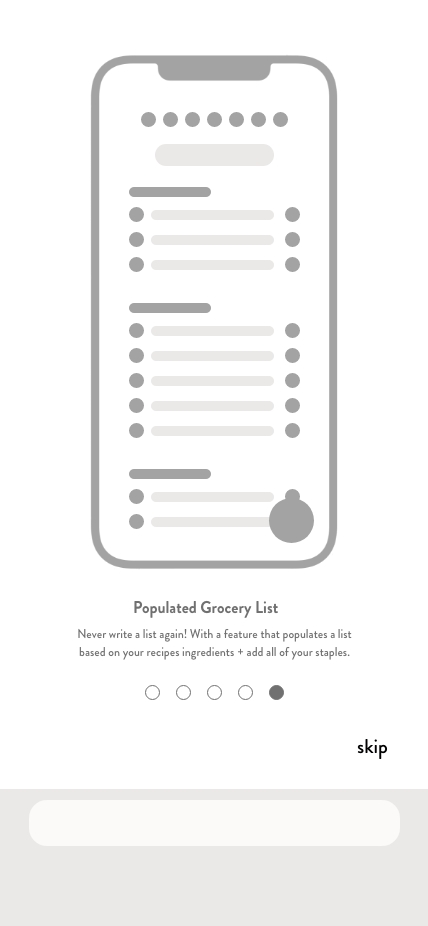 Populated Grocery List
Never write a list again! With a feature that populates a list
based on your recipes ingredients + add all of your staples.
skip